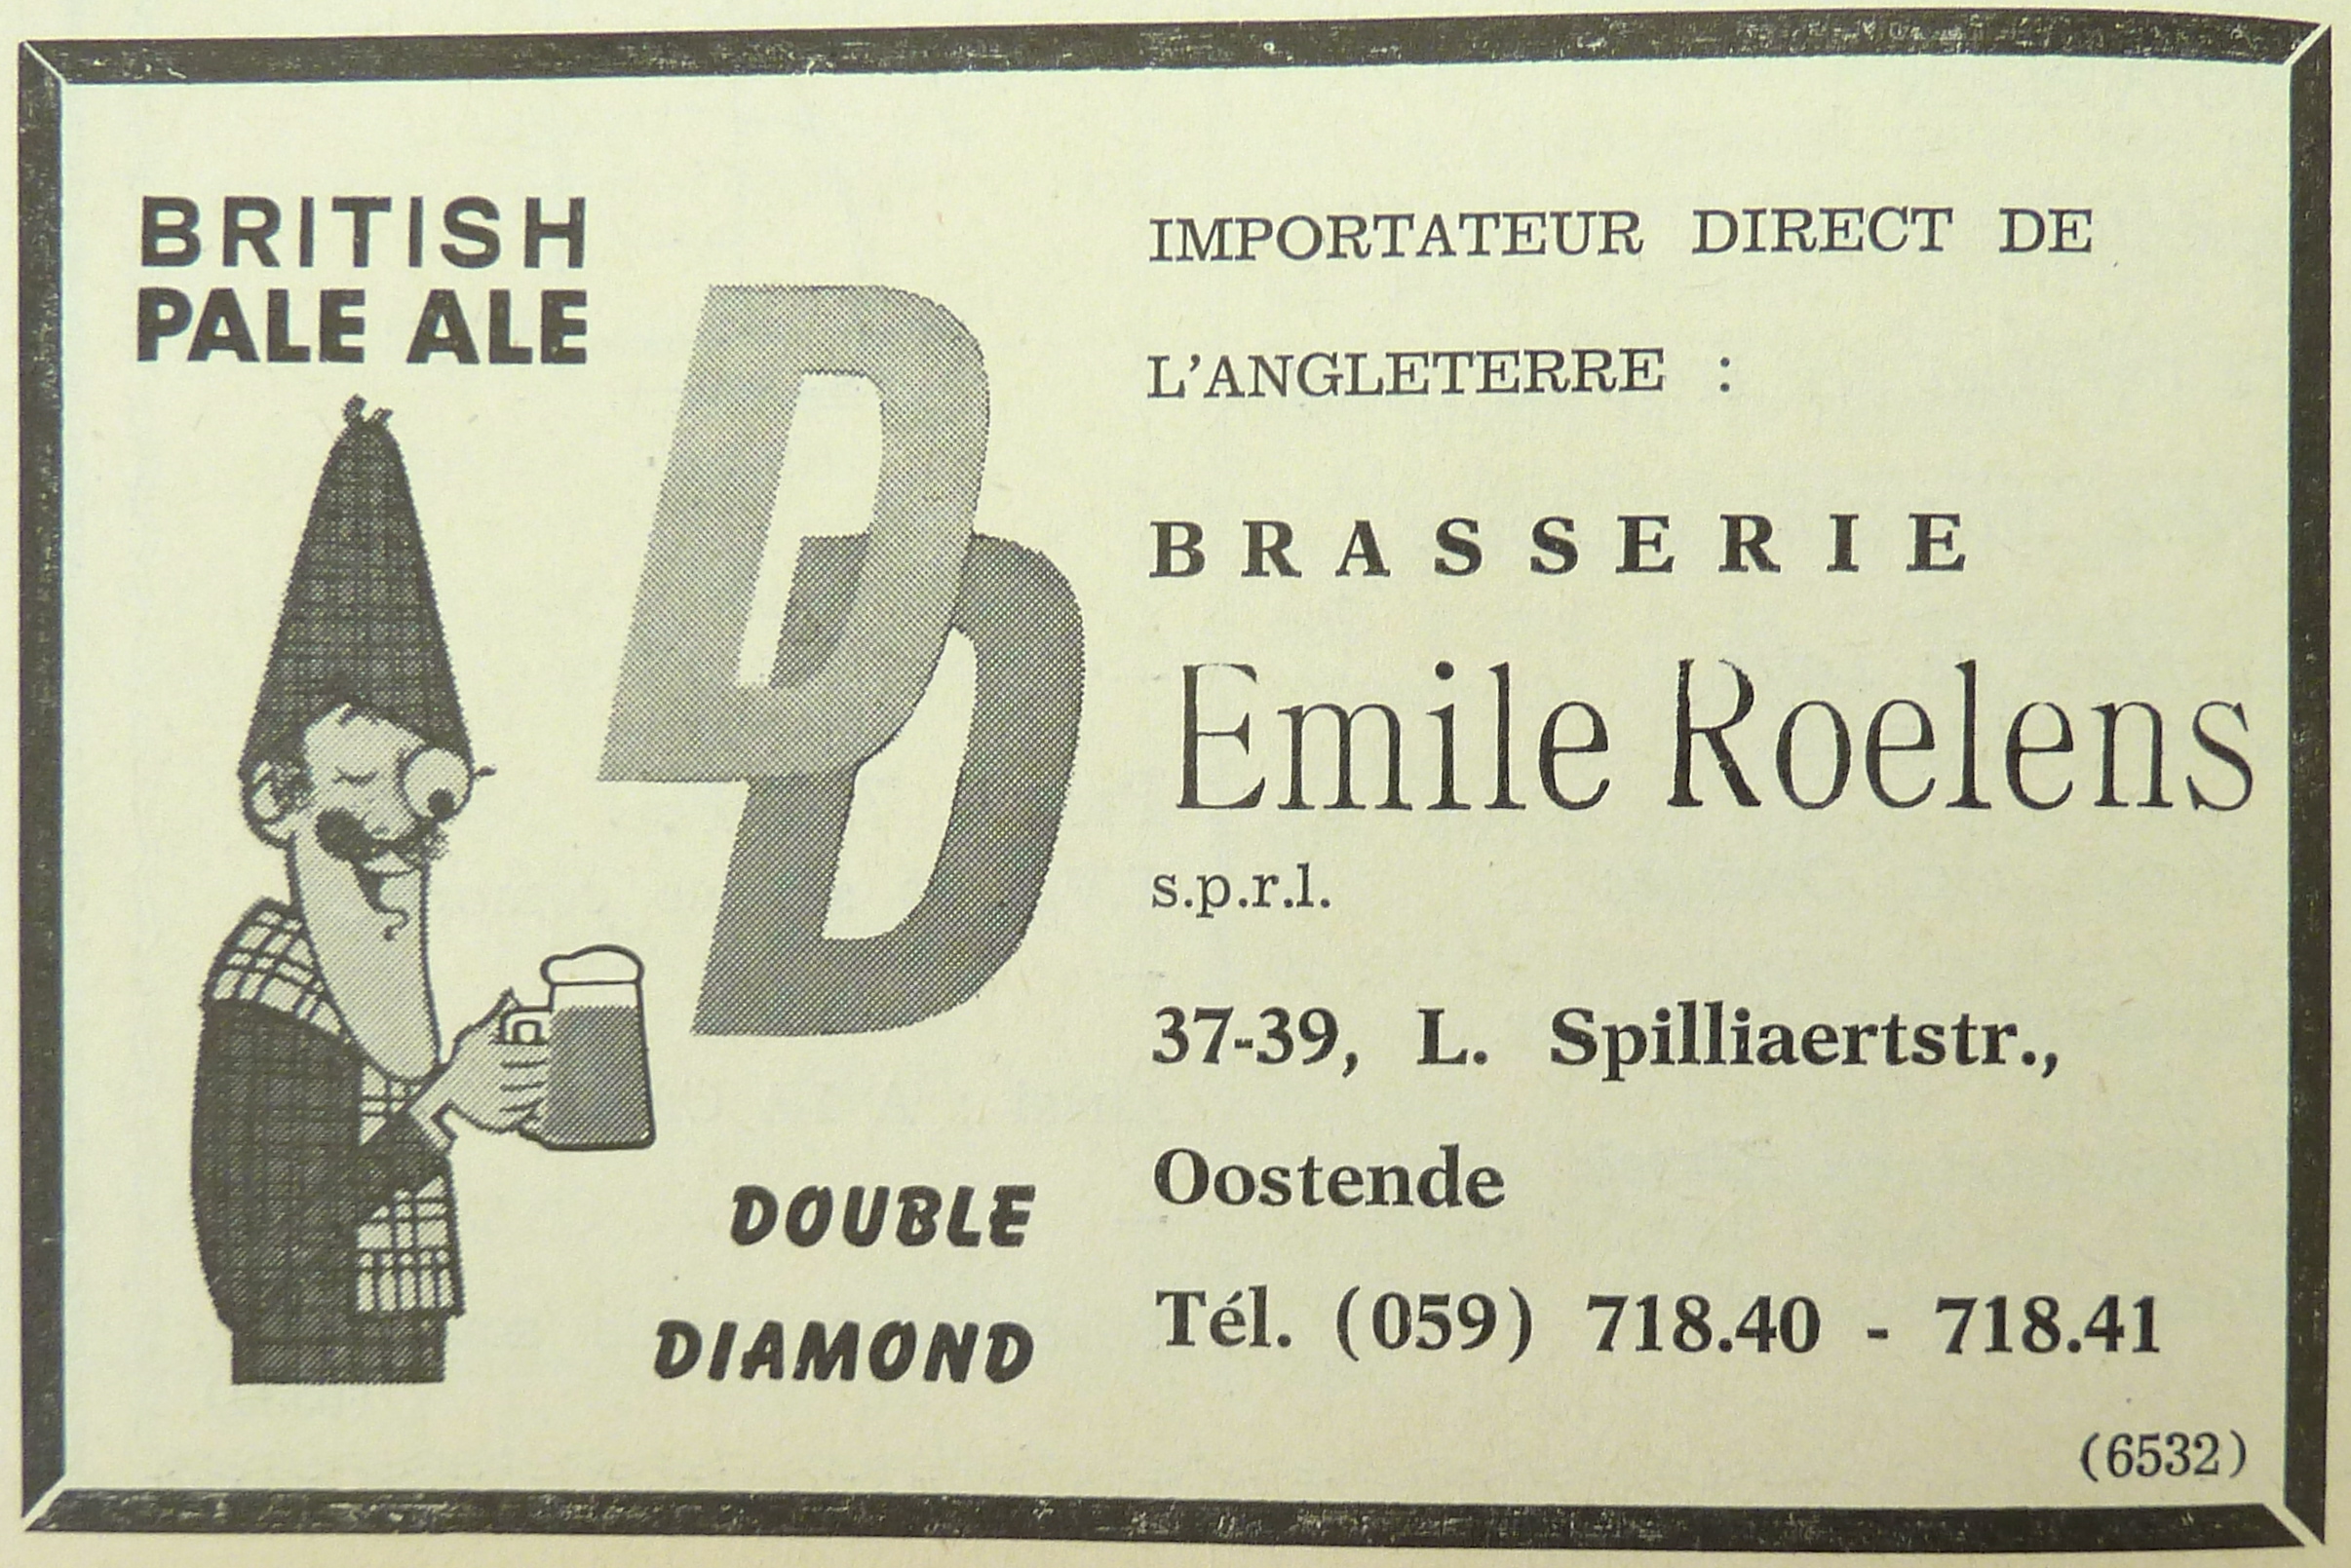 BRITISH
PALE ALE
DD
DOUBLE
DIAMOND
IMPORTATEUR DIRECT DE
L'ANGLETERRE :
BRASSERIE
Emile Roelens
s.p.r.l.
37-39, L. Spilliaertstr.,
Oostende
Tél. (059) 718.40 - 718.41
(6532)